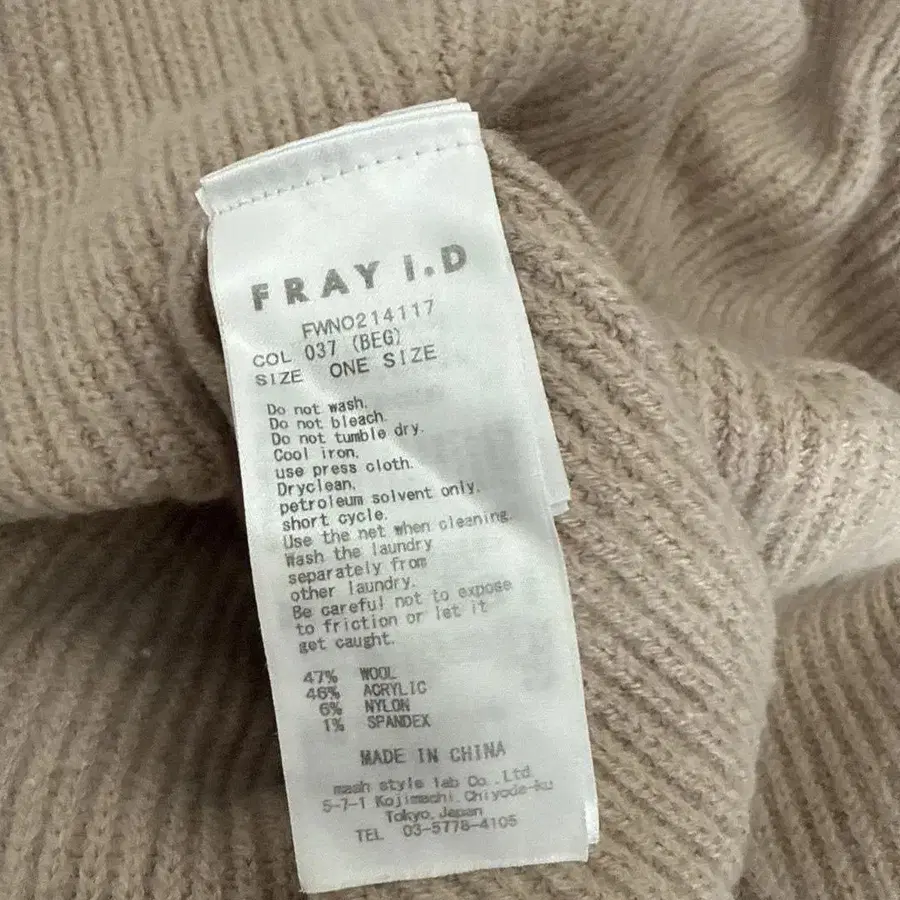 FRAY I.D
FWNO214117
COL 037 (BEG)
SIZE ONE SIZE
Do not wash.
Do not bleach.
Do not tumble dry.
Cool iron.
use press cloth.
Dryclean.
petroleum solvent only.
short cycle.
Use the net when cleaning.
Wash the laundry
separately from
other laundry.
Be careful not to expose
to friction or let it
get caught.
47% WOOL
46% ACRYLIC
6% NYLON
1% SPANDEX
MADE IN CHINA
mash style lab Co.,Ltd.
5-7-1 Kojimachi, Chiyoda-ku
Tokyo, Japan
TEL 03-5778-4105